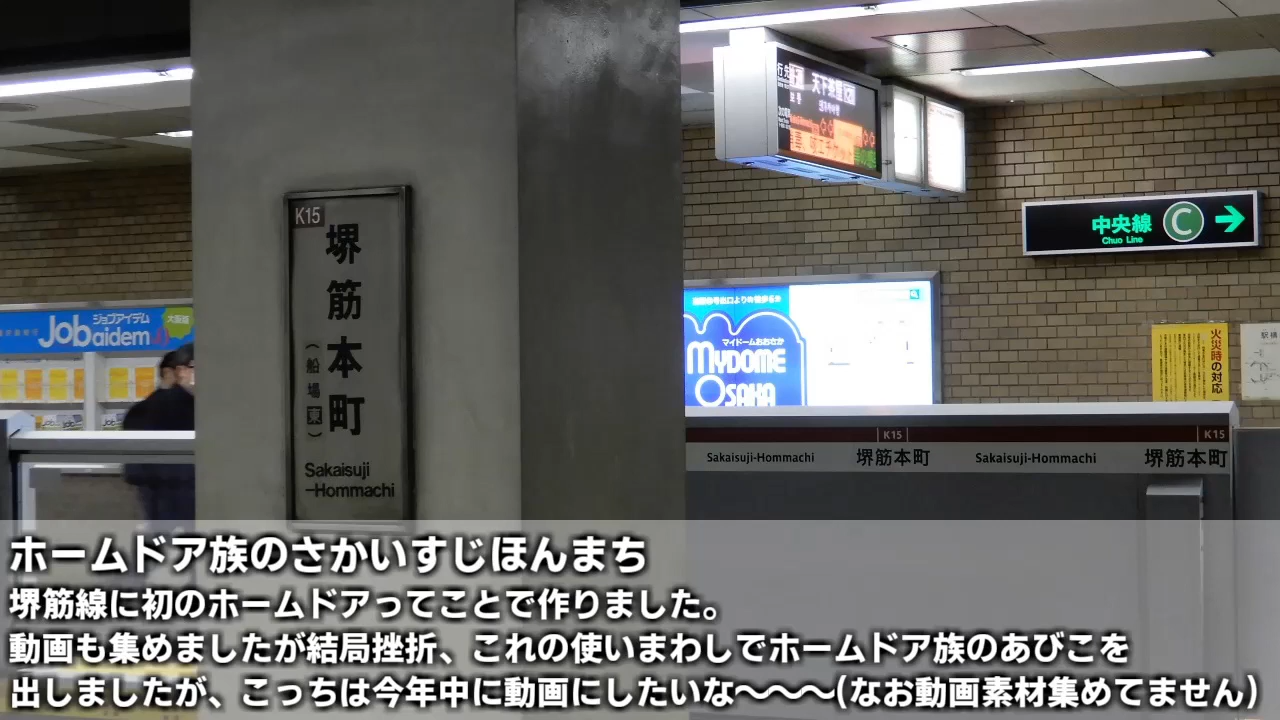 行先
天下茶屋
中央線 C →
Chuo Line
K15
堺筋本町
(船場東)
Sakaisuji
-Hommachi
ジョブアイデム
Jobaidem
大阪版
マイドームおおさか
MYDOME
OSAKA
火災時の対応
K15 K15
Sakaisuji-Hommachi 堺筋本町 Sakaisuji-Hommachi 堺筋本町
ホームドア族のさかいすじほんまち
堺筋線に初のホームドアってことで作りました。
動画も集めましたが結局挫折、これの使いまわしでホームドア族のあびこを
出しましたが、こっちは今年中に動画にしたいな〜〜〜(なお動画素材集めてません)